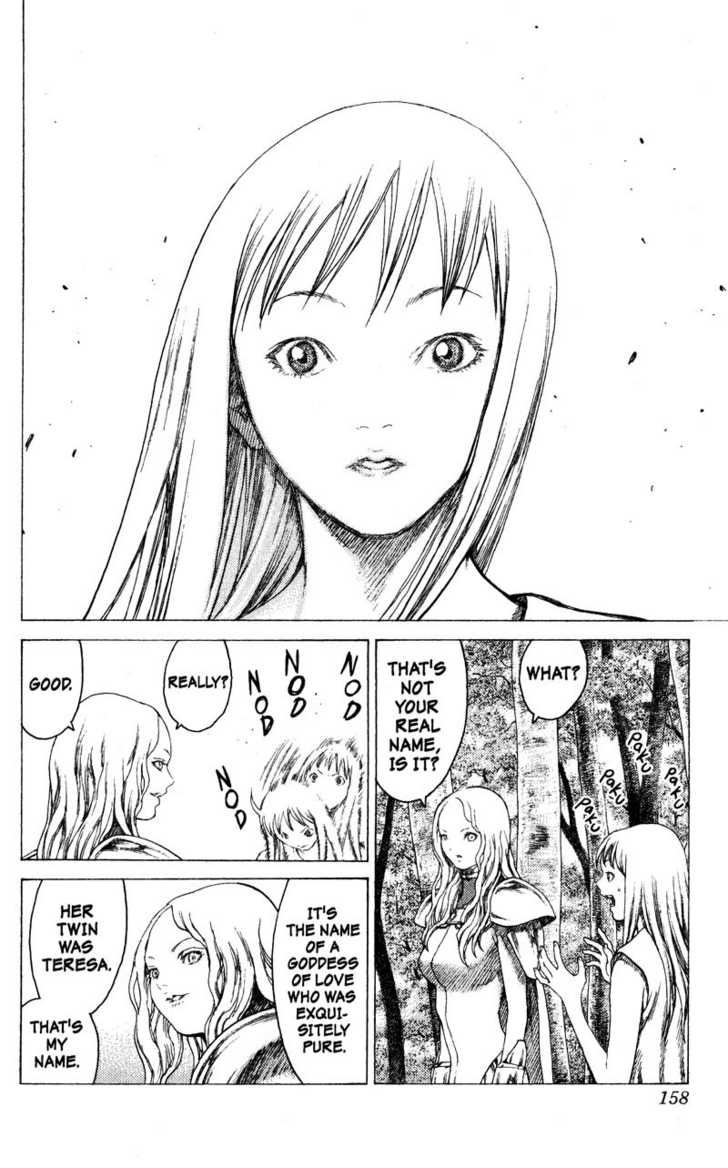 WHAT?
PAKU
PAKU
PAKU
PAKU
THAT'S
NOT
YOUR
REAL
NAME,
IS IT?
NOD
NOD
NOD
NOD
REALLY?
GOOD.
IT'S
THE NAME
OF A
GODDESS
OF LOVE
WHO WAS
EXQUI-
SITELY
PURE.
HER
TWIN
WAS
TERESA.
THAT'S
MY
NAME.
158